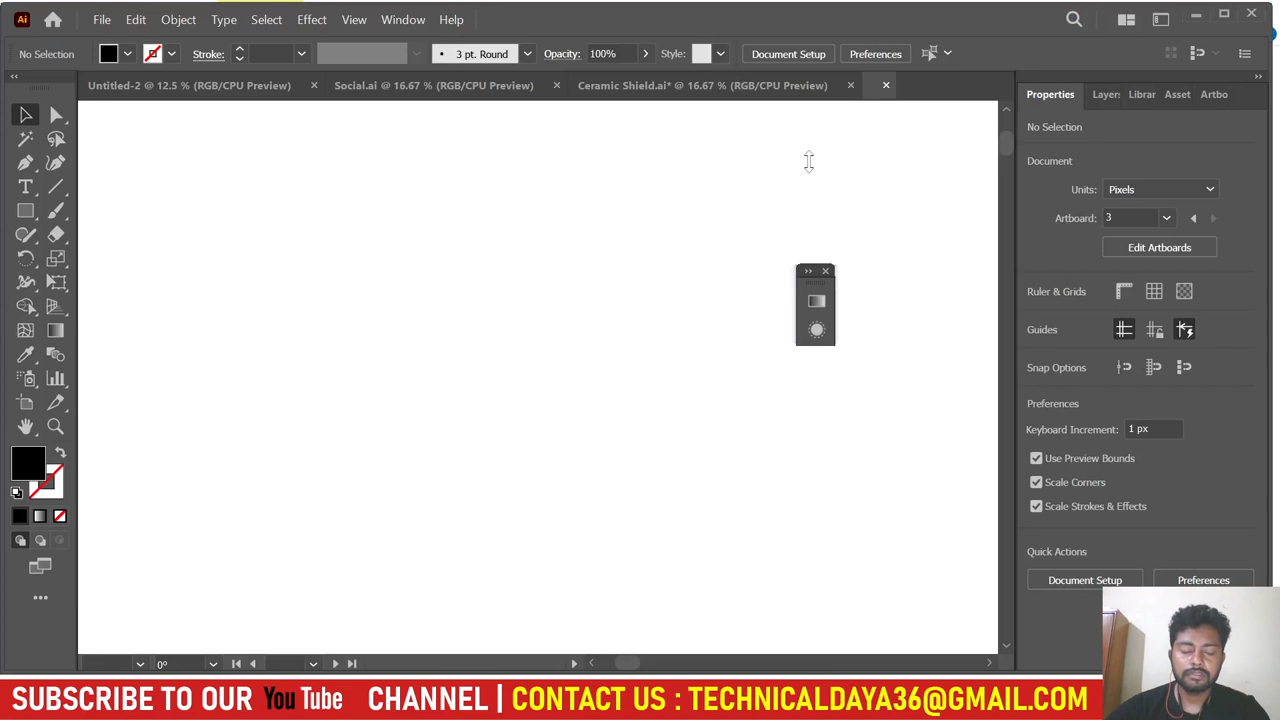 Ai File Edit Object Type Select Effect View Window Help
No Selection Stroke: 3 pt. Round Opacity: 100% Style: Document Setup Preferences
Untitled-2 @ 12.5 % (RGB/CPU Preview) Social.ai @ 16.67 % (RGB/CPU Preview) Ceramic Shield.ai* @ 16.67 % (RGB/CPU Preview)
Properties Layer: Librar Asset Artbo
No Selection
Document
Units: Pixels
Artboard: 3
Edit Artboards
Ruler & Grids
Guides
Snap Options
Preferences
Keyboard Increment: 1 px
Use Preview Bounds
Scale Corners
Scale Strokes & Effects
Quick Actions
Document Setup Preferences
0°
SUBSCRIBE TO OUR YouTube CHANNEL | CONTACT US : TECHNICALDAYA36@GMAIL.COM